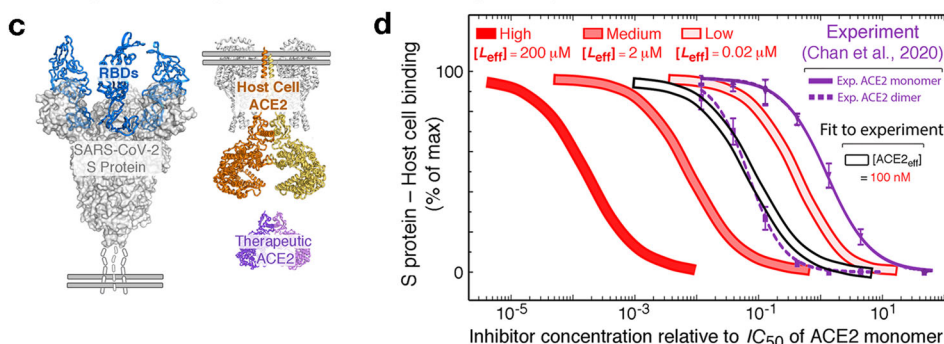 c
RBDs
SARS-CoV-2
S Protein
Host Cell
ACE2
Therapeutic
ACE2
d
S protein – Host cell binding
(% of max)
100
0
High
[Leff] = 200 μM
Medium
[Leff] = 2 μM
Low
[Leff] = 0.02 μM
Experiment
(Chan et al., 2020)
Exp. ACE2 monomer
Exp. ACE2 dimer
Fit to experiment
[ACE2eff]
= 100 nM
10-5
10-3
10-1
101
Inhibitor concentration relative to IC50 of ACE2 monomer